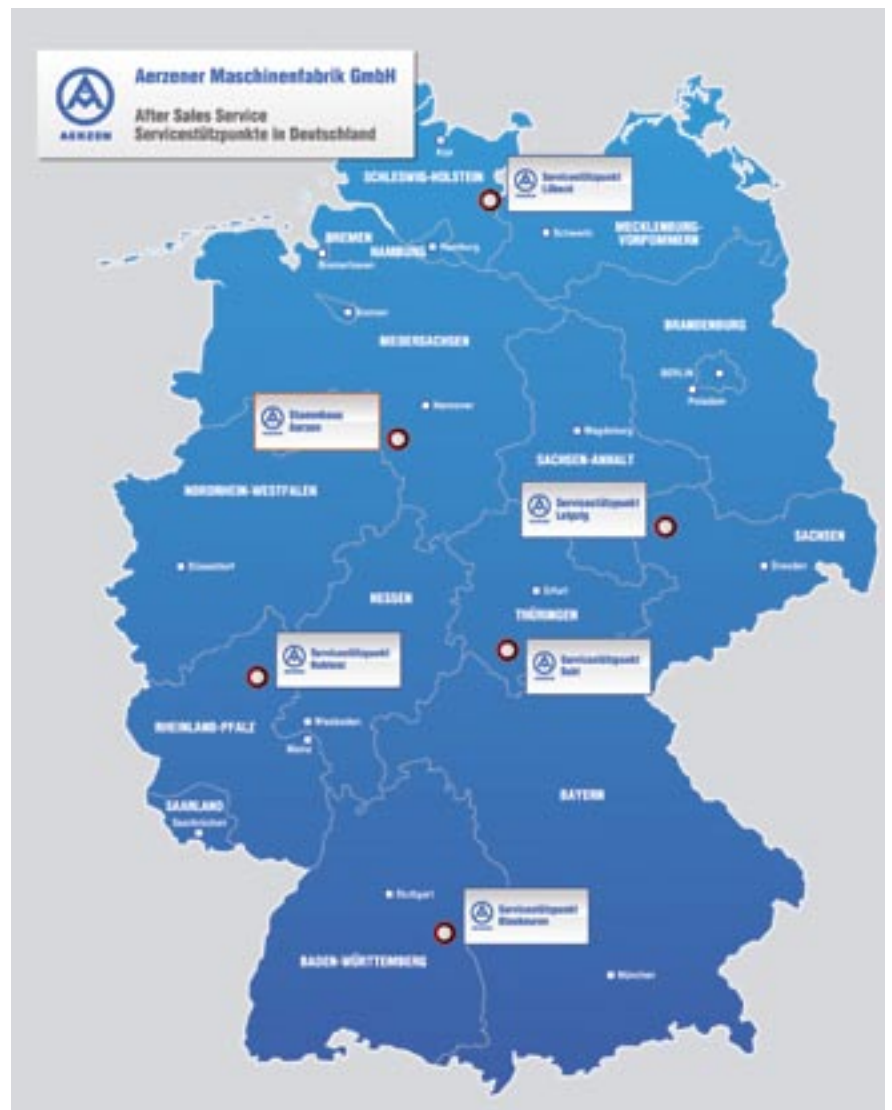 Aerzener Maschinenfabrik GmbH
After Sales Service
Servicestützpunkte in Deutschland
AERZEN
Kiel
SCHLESWIG-HOLSTEIN
Servicestützpunkt
Lübeck
BREMEN
HAMBURG
Hamburg
Schwerin
MECKLENBURG-
VORPOMMERN
Bremerhaven
Bremen
NIEDERSACHSEN
BRANDENBURG
BERLIN
Potsdam
Stammhaus
Aerzen
Hannover
Magdeburg
SACHSEN-ANHALT
NORDRHEIN-WESTFALEN
Servicestützpunkt
Leipzig
SACHSEN
Düsseldorf
Dresden
HESSEN
Erfurt
THÜRINGEN
Servicestützpunkt
Koblenz
Servicestützpunkt
Suhl
RHEINLAND-PFALZ
Wiesbaden
Mainz
BAYERN
SAARLAND
Saarbrücken
Stuttgart
Servicestützpunkt
Blaubeuren
BADEN-WÜRTTEMBERG
München